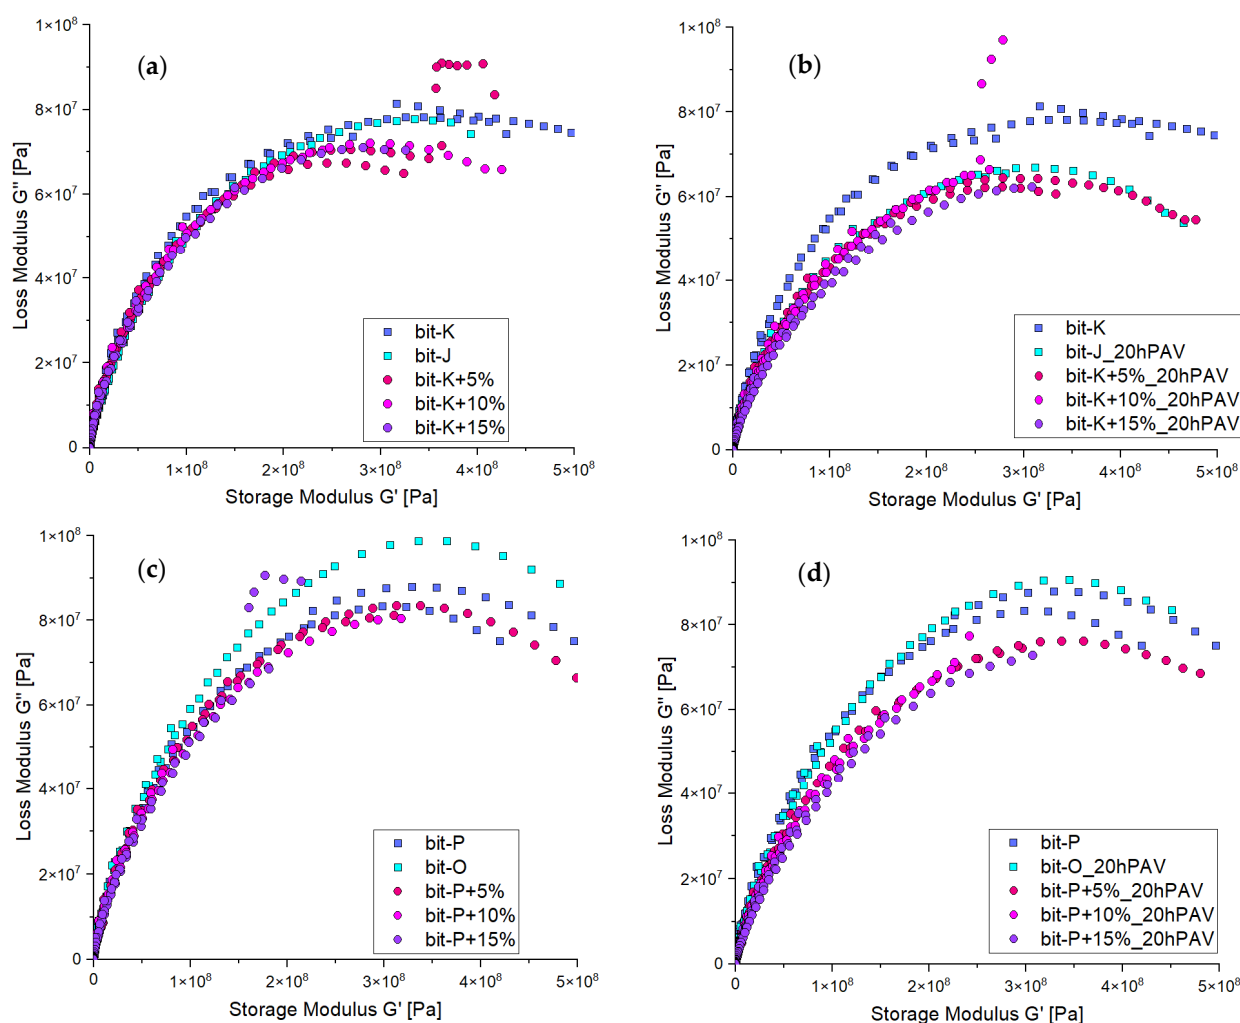 (a)
Loss Modulus G'' [Pa]
1×10⁸
8×10⁷
6×10⁷
4×10⁷
2×10⁷
0
bit-K
bit-J
bit-K+5%
bit-K+10%
bit-K+15%
0
1×10⁸
2×10⁸
3×10⁸
4×10⁸
5×10⁸
Storage Modulus G' [Pa]
(b)
Loss Modulus G'' [Pa]
1×10⁸
8×10⁷
6×10⁷
4×10⁷
2×10⁷
0
bit-K
bit-J_20hPAV
bit-K+5%_20hPAV
bit-K+10%_20hPAV
bit-K+15%_20hPAV
0
1×10⁸
2×10⁸
3×10⁸
4×10⁸
5×10⁸
Storage Modulus G' [Pa]
(c)
Loss Modulus G'' [Pa]
1×10⁸
8×10⁷
6×10⁷
4×10⁷
2×10⁷
0
bit-P
bit-O
bit-P+5%
bit-P+10%
bit-P+15%
0
1×10⁸
2×10⁸
3×10⁸
4×10⁸
5×10⁸
Storage Modulus G' [Pa]
(d)
Loss Modulus G'' [Pa]
1×10⁸
8×10⁷
6×10⁷
4×10⁷
2×10⁷
0
bit-P
bit-O_20hPAV
bit-P+5%_20hPAV
bit-P+10%_20hPAV
bit-P+15%_20hPAV
0
1×10⁸
2×10⁸
3×10⁸
4×10⁸
5×10⁸
Storage Modulus G' [Pa]